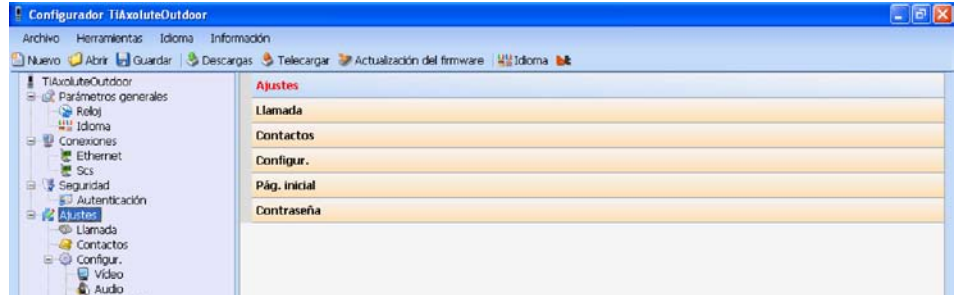 Configurador TiAxoluteOutdoor
Archivo Herramientas Idioma Información
Nuevo Abrir Guardar Descargas Telecargar Actualización del firmware Idioma
TiAxoluteOutdoor
Parámetros generales
Reloj
Idioma
Conexiones
Ethernet
Scs
Seguridad
Autenticación
Ajustes
Llamada
Contactos
Configur.
Vídeo
Audio
Ajustes
Llamada
Contactos
Configur.
Pág. inicial
Contraseña